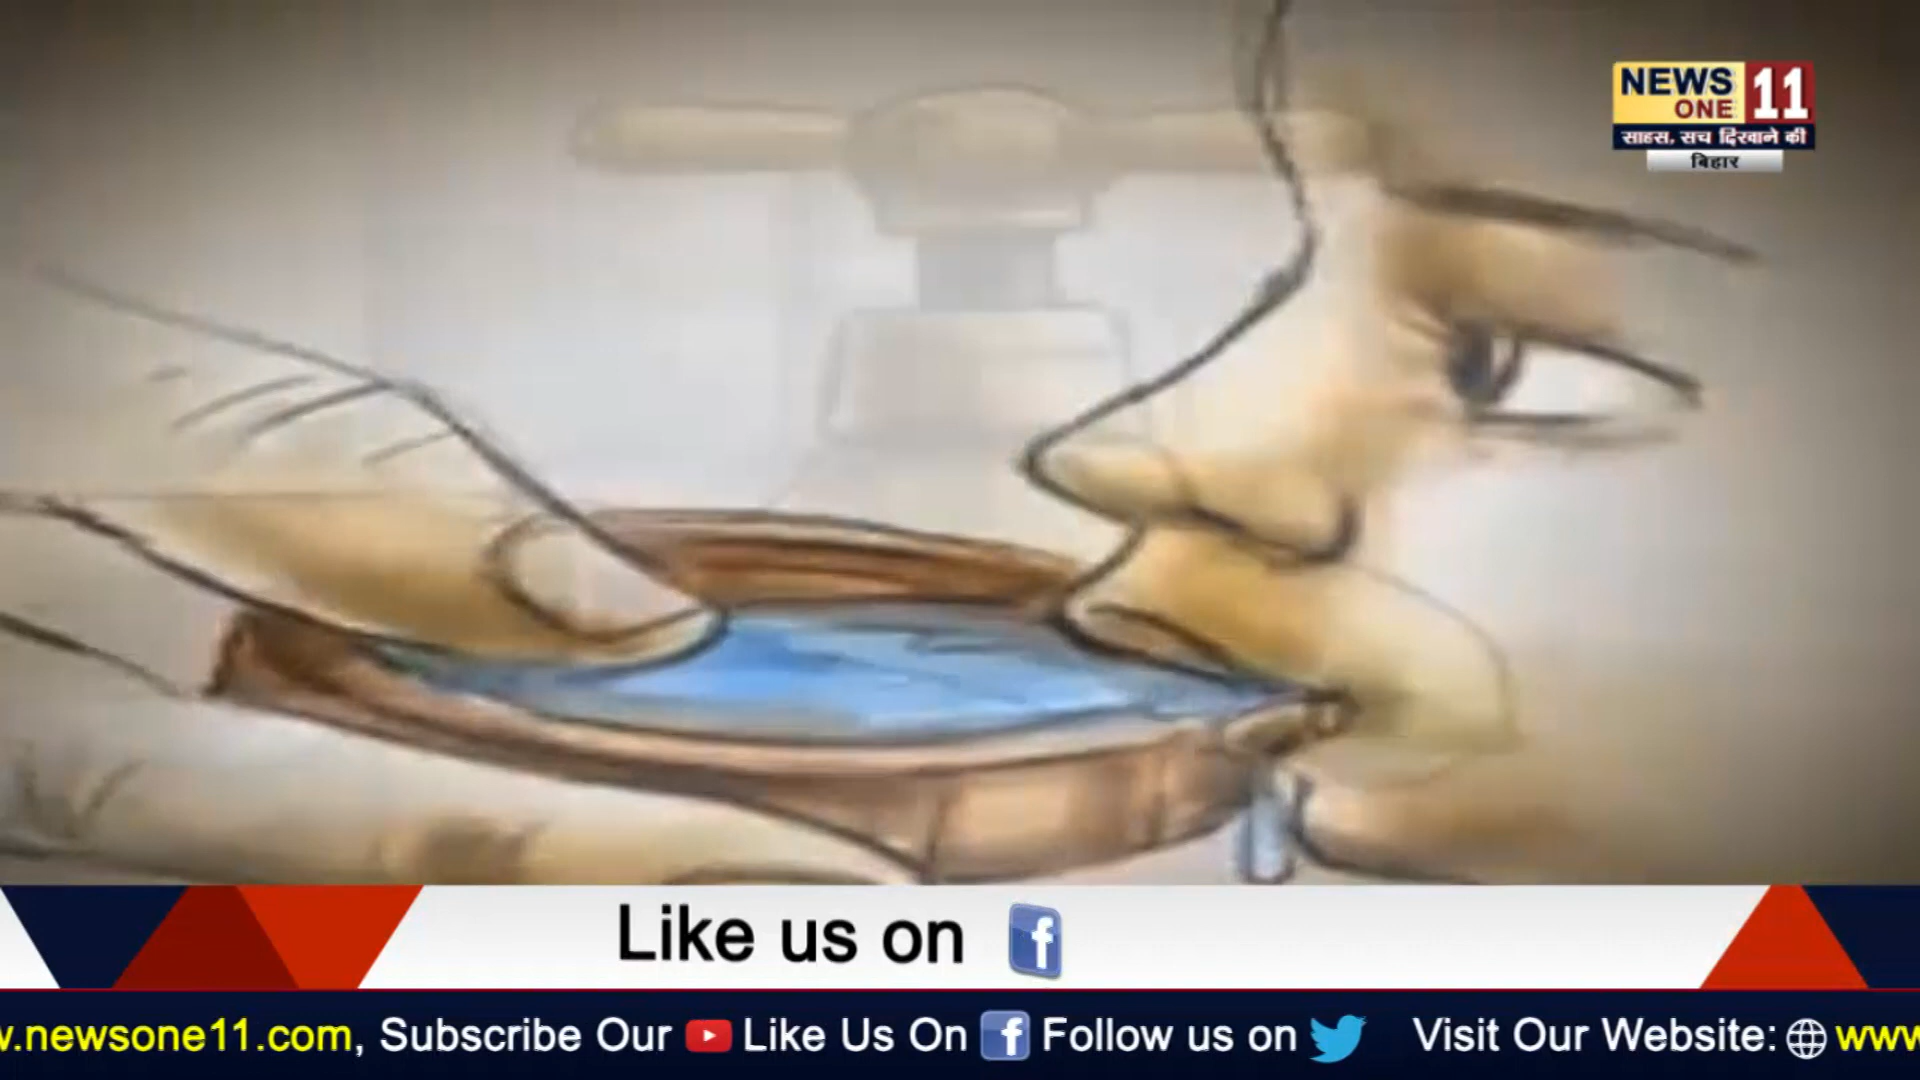 NEWS 11
ONE
साहस, सच दिखाने की
बिहार
Like us on
w.newsone11.com, Subscribe Our Like Us On Follow us on Visit Our Website: www